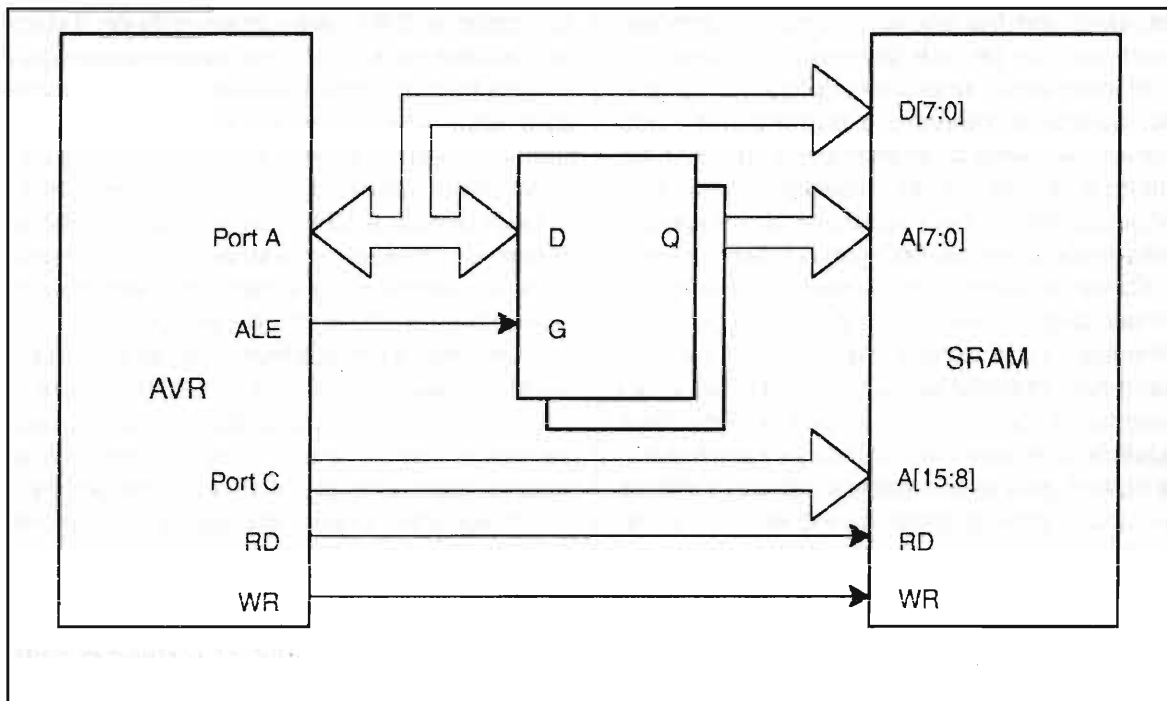 D[7:0]
Port A
D
Q
A[7:0]
ALE
G
AVR
SRAM
Port C
A[15:8]
RD
RD
WR
WR